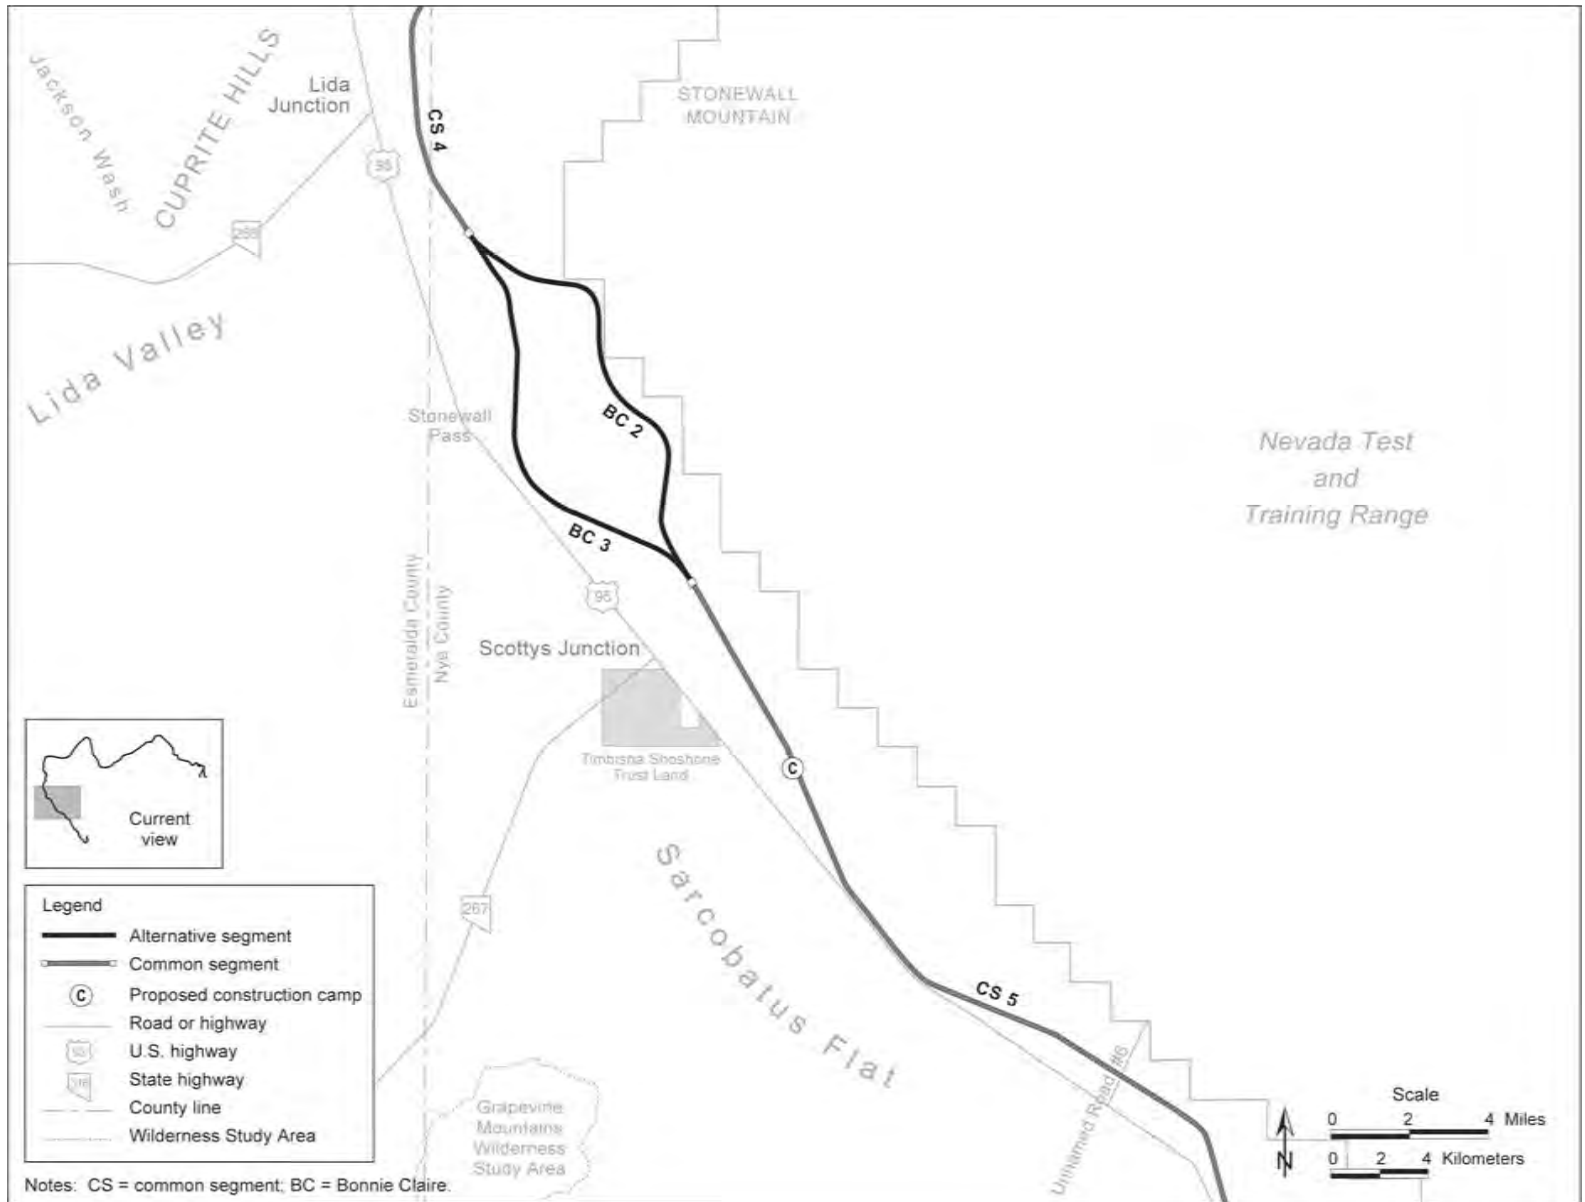 Jackson Wash
CUPRITE HILLS
Lida
Junction
CS 4
STONEWALL
MOUNTAIN
95
266
Lida Valley
Stonewall
Pass
BC 2
BC 3
Nevada Test
and
Training Range
Esmeralda County
Nye County
95
Scottys Junction
Timbisha Shoshone
Trust Land
C
Current
view
267
Sarcobatus Flat
CS 5
Unnamed Road #6
Grapevine
Mountains
Wilderness
Study Area
Legend
Alternative segment
Common segment
C
Proposed construction camp
Road or highway
U.S. highway
State highway
County line
Wilderness Study Area
Scale
0 2 4 Miles
0 2 4 Kilometers
N
Notes: CS = common segment; BC = Bonnie Claire.